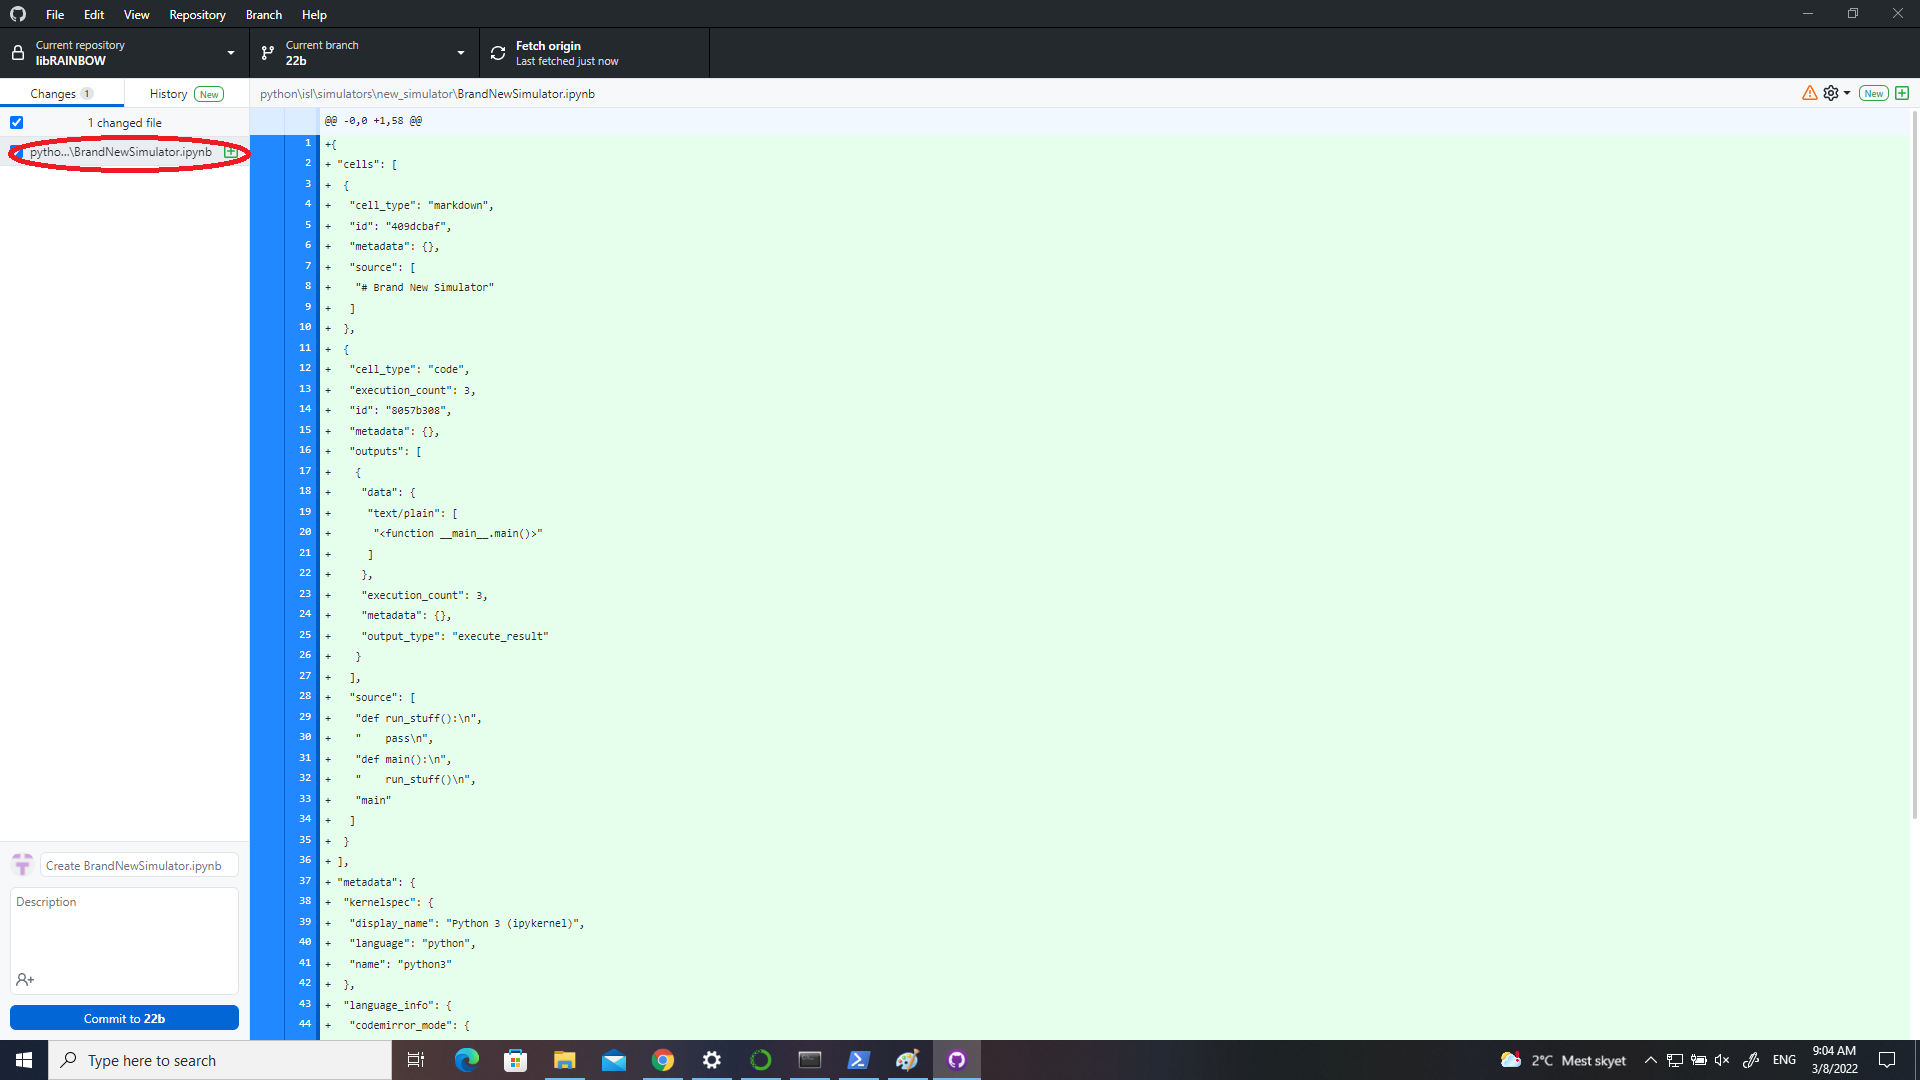 File Edit View Repository Branch Help
Current repository
libRAINBOW
Current branch
22b
Fetch origin
Last fetched just now
Changes 1 History New
python\isl\simulators\new_simulator\BrandNewSimulator.ipynb
New
1 changed file
pytho...\BrandNewSimulator.ipynb
@@ -0,0 +1,58 @@
1 +{
2 + "cells": [
3 + {
4 + "cell_type": "markdown",
5 + "id": "409dcbaf",
6 + "metadata": {},
7 + "source": [
8 + "# Brand New Simulator"
9 + ]
10 + },
11 + {
12 + "cell_type": "code",
13 + "execution_count": 3,
14 + "id": "8057b308",
15 + "metadata": {},
16 + "outputs": [
17 + {
18 + "data": {
19 + "text/plain": [
20 + "<function __main__.main()>"
21 + ]
22 + },
23 + "execution_count": 3,
24 + "metadata": {},
25 + "output_type": "execute_result"
26 + }
27 + ],
28 + "source": [
29 + "def run_stuff():\n",
30 + "    pass\n",
31 + "def main():\n",
32 + "    run_stuff()\n",
33 + "main"
34 + ]
35 + }
36 + ],
37 + "metadata": {
38 + "kernelspec": {
39 + "display_name": "Python 3 (ipykernel)",
40 + "language": "python",
41 + "name": "python3"
42 + },
43 + "language_info": {
44 + "codemirror_mode": {
Create BrandNewSimulator.ipynb
Description
Commit to 22b
Type here to search
2°C Mest skyet
ENG
9:04 AM
3/8/2022